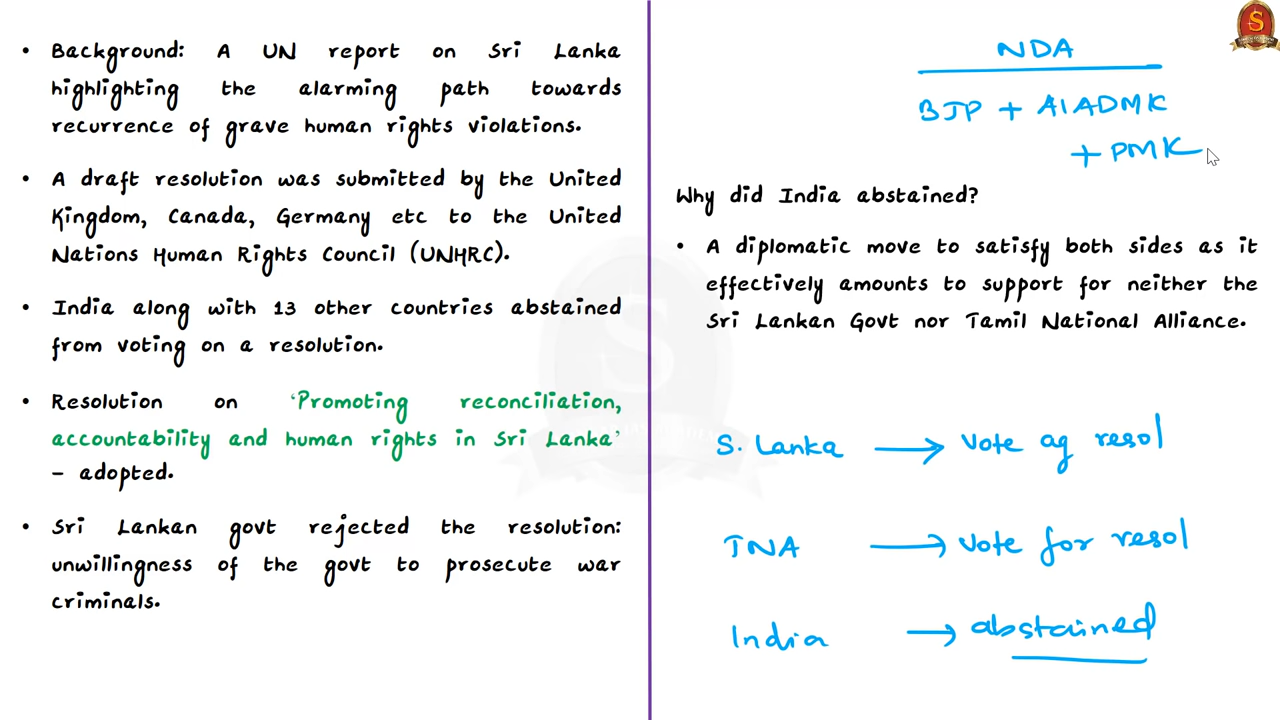 • Background: A UN report on Sri Lanka
highlighting the alarming path towards
recurrence of grave human rights violations.
• A draft resolution was submitted by the United
Kingdom, Canada, Germany etc to the United
Nations Human Rights Council (UNHRC).
• India along with 13 other countries abstained
from voting on a resolution.
• Resolution on 'Promoting reconciliation,
accountability and human rights in Sri Lanka'
- adopted.
• Sri Lankan govt rejected the resolution:
unwillingness of the govt to prosecute war
criminals.
NDA
BJP + AIADMK
+ PMK
Why did India abstained?
• A diplomatic move to satisfy both sides as it
effectively amounts to support for neither the
Sri Lankan Govt nor Tamil National Alliance.
S. Lanka → Vote ag resol
TNA → Vote for resol
India → abstained